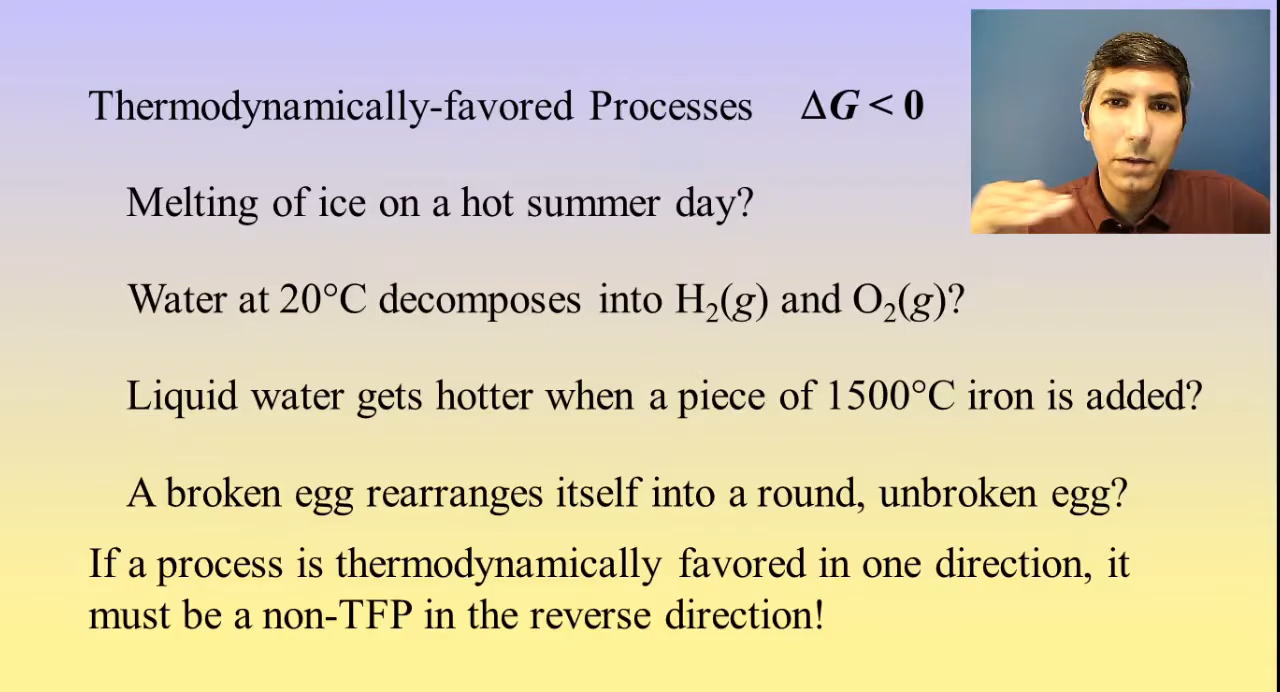 Thermodynamically-favored Processes ΔG < 0
Melting of ice on a hot summer day?
Water at 20°C decomposes into H₂(g) and O₂(g)?
Liquid water gets hotter when a piece of 1500°C iron is added?
A broken egg rearranges itself into a round, unbroken egg?
If a process is thermodynamically favored in one direction, it
must be a non-TFP in the reverse direction!